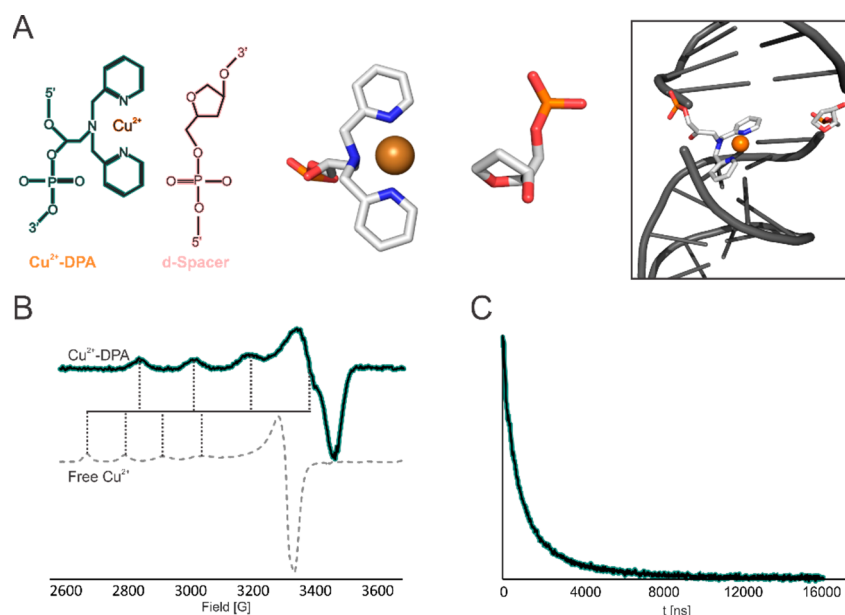 A
5'
O
O
O
P
O
O
3'
N
N
N
Cu²⁺
Cu²⁺-DPA
3'
O
O
O
O
P
O
O
5'
d-Spacer
B
Cu²⁺-DPA
Free Cu²⁺
2600 2800 3000 3200 3400 3600
Field [G]
C
0 4000 8000 12000 16000
t [ns]